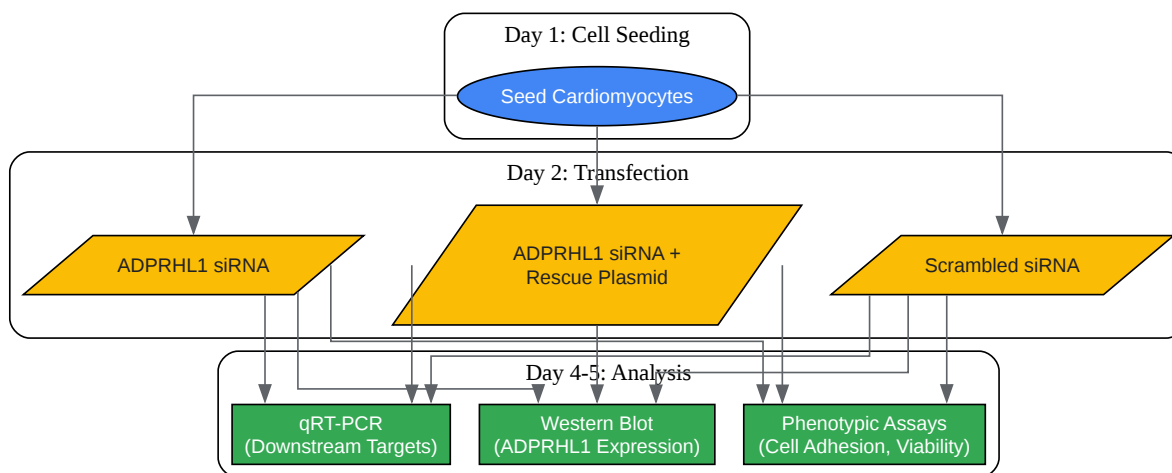 Day 1: Cell Seeding
Seed Cardiomyocytes
Day 2: Transfection
ADPRHL1 siRNA
ADPRHL1 siRNA +
Rescue Plasmid
Scrambled siRNA
Day 4-5: Analysis
qRT-PCR
(Downstream Targets)
Western Blot
(ADPRHL1 Expression)
Phenotypic Assays
(Cell Adhesion, Viability)